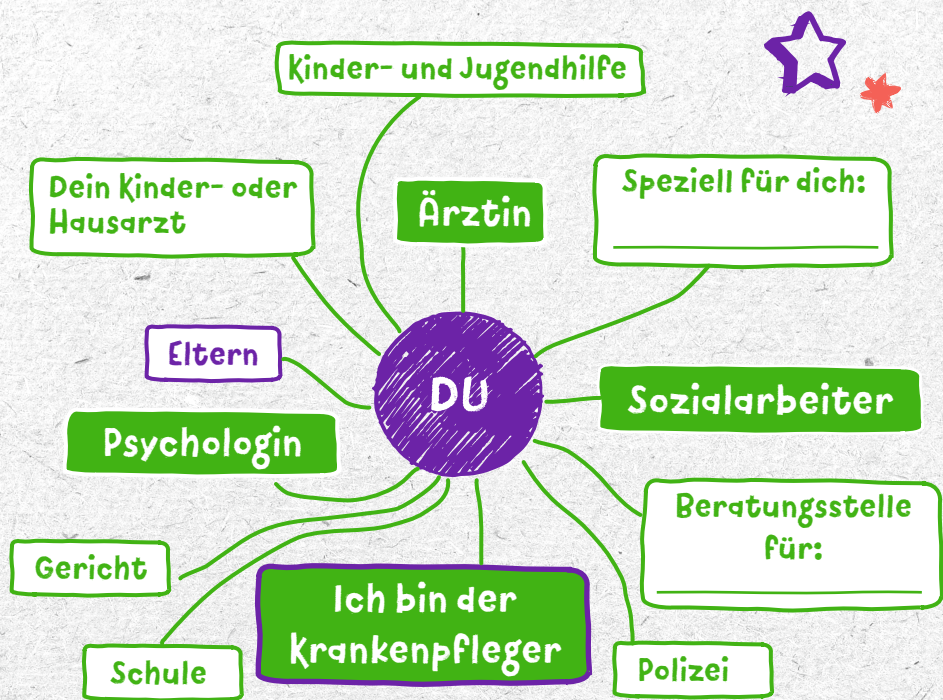 Kinder- und Jugendhilfe
Dein Kinder- oder
Hausarzt
Ärztin
Speziell für dich:
Eltern
DU
Sozialarbeiter
Psychologin
Beratungsstelle
für:
Gericht
Ich bin der
Krankenpfleger
Schule
Polizei